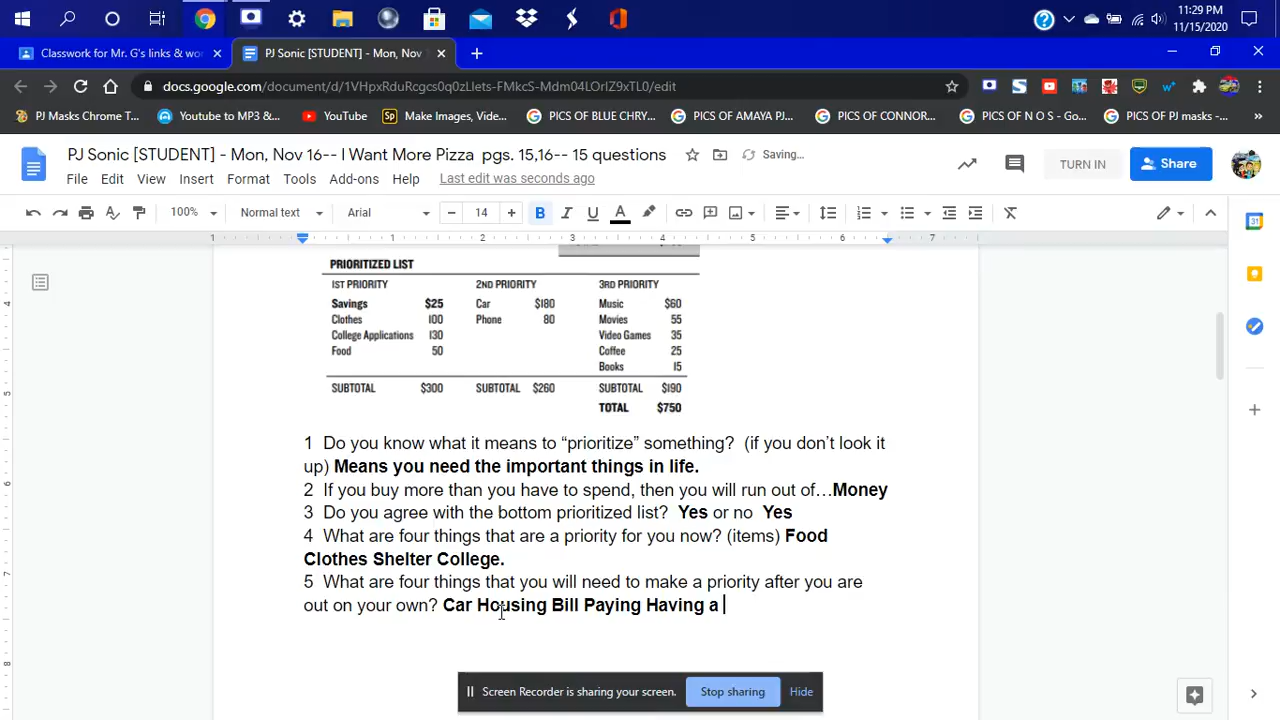 11:29 PM
11/15/2020
Classwork for Mr. G's links & wor
PJ Sonic [STUDENT] - Mon, Nov
docs.google.com/document/d/1VHpxRduRcgcs0q0zLlets-FMkcS-Mdm04LOrlZ9xTL0/edit
PJ Masks Chrome T...
Youtube to MP3 &...
YouTube
Sp Make Images, Vide...
PICS OF BLUE CHRY...
PICS OF AMAYA PJ...
PICS OF CONNOR...
PICS OF N O S - Go...
PICS OF PJ masks -...
PJ Sonic [STUDENT] - Mon, Nov 16-- I Want More Pizza pgs. 15,16-- 15 questions
Saving...
TURN IN
Share
File Edit View Insert Format Tools Add-ons Help Last edit was seconds ago
100% Normal text Arial 14 B I U A
1 1 2 3 4 5 6 7
PRIORITIZED LIST
1ST PRIORITY 2ND PRIORITY 3RD PRIORITY
Savings $25 Car $180 Music $60
Clothes 100 Phone 80 Movies 55
College Applications 130 Video Games 35
Food 50 Coffee 25
Books 15
SUBTOTAL $300 SUBTOTAL $260 SUBTOTAL $190
TOTAL $750
1 Do you know what it means to “prioritize” something? (if you don’t look it
up) Means you need the important things in life.
2 If you buy more than you have to spend, then you will run out of…Money
3 Do you agree with the bottom prioritized list? Yes or no Yes
4 What are four things that are a priority for you now? (items) Food
Clothes Shelter College.
5 What are four things that you will need to make a priority after you are
out on your own? Car Housing Bill Paying Having a
Screen Recorder is sharing your screen.
Stop sharing
Hide